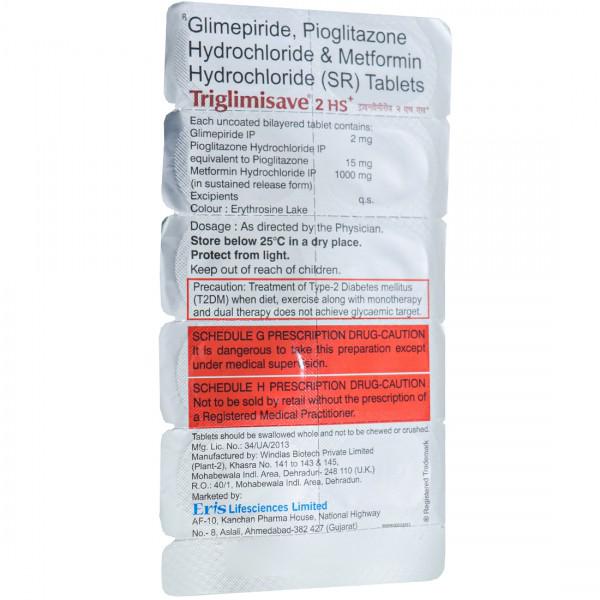 Rx
Glimepiride, Pioglitazone
Hydrochloride & Metformin
Hydrochloride (SR) Tablets
Triglimisave® 2 HS+
Each uncoated bilayered tablet contains:
Glimepiride IP 2 mg
Pioglitazone Hydrochloride IP
equivalent to Pioglitazone 15 mg
Metformin Hydrochloride IP 1000 mg
(in sustained release form)
Excipients q.s.
Colour : Erythrosine Lake
Dosage : As directed by the Physician.
Store below 25°C in a dry place.
Protect from light.
Keep out of reach of children.
Precaution: Treatment of Type-2 Diabetes mellitus
(T2DM) when diet, exercise along with monotherapy
and dual therapy does not achieve glycaemic target.
SCHEDULE G PRESCRIPTION DRUG-CAUTION
It is dangerous to take this preparation except
under medical supervision.
SCHEDULE H PRESCRIPTION DRUG-CAUTION
Not to be sold by retail without the prescription of
a Registered Medical Practitioner.
Tablets should be swallowed whole and not to be chewed or crushed.
Mfg. Lic. No.: 34/UA/2013
Manufactured by: Windlas Biotech Private Limited
(Plant-2), Khasra No. 141 to 143 & 145,
Mohabewala Indl. Area, Dehradun- 248 110 (U.K.)
R.O.: 40/1, Mohabewala Indl. Area, Dehradun.
Marketed by:
Eris Lifesciences Limited
AF-10, Kanchan Pharma House, National Highway
No.- 8, Aslali, Ahmedabad-382 427 (Gujarat)
® Registered Trademark